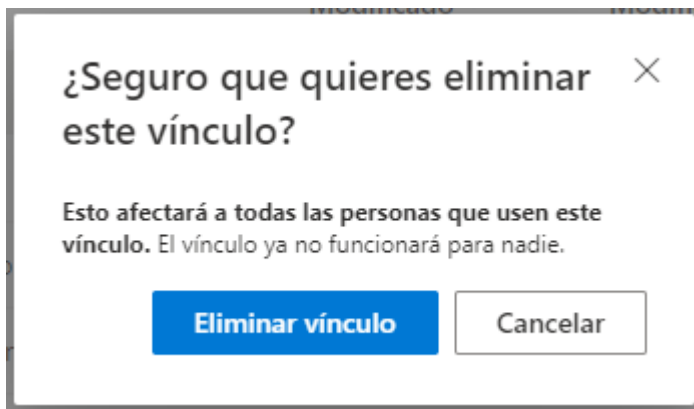 Modificado
¿Seguro que quieres eliminar
este vínculo?
Esto afectará a todas las personas que usen este
vínculo. El vínculo ya no funcionará para nadie.
Eliminar vínculo
Cancelar